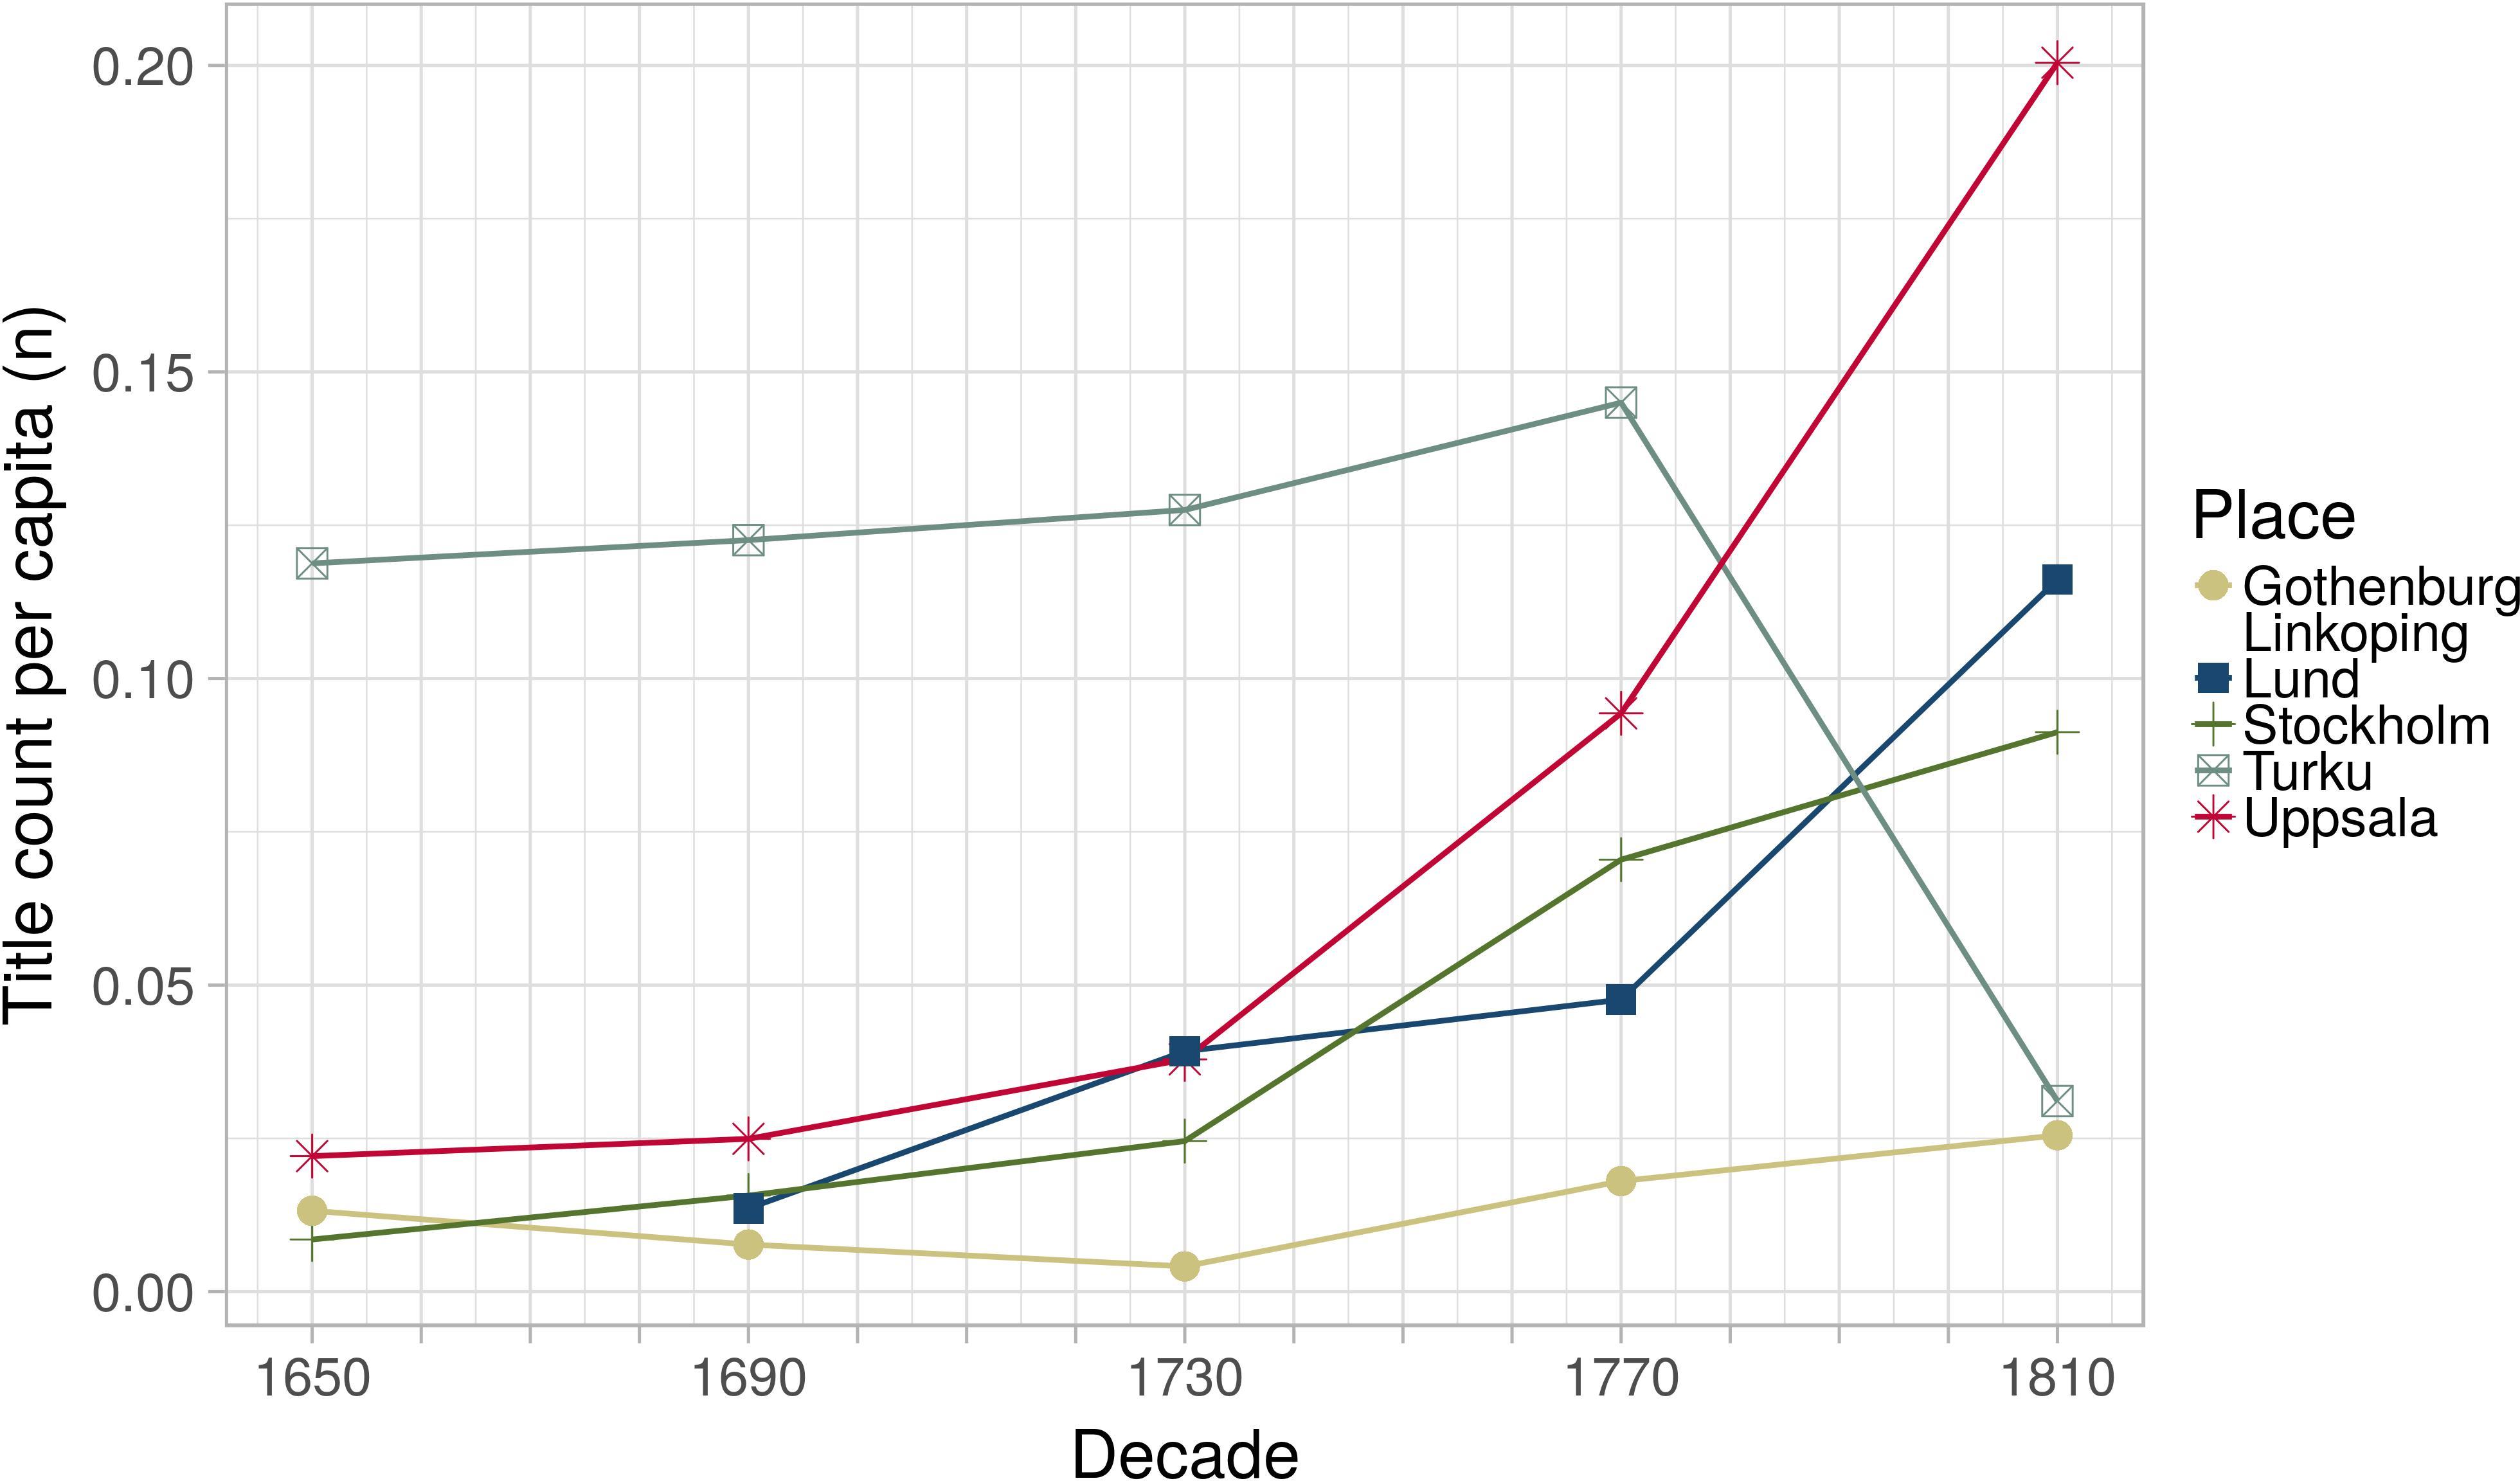 Title count per capita (n)
0.20
0.15
0.10
0.05
0.00
1650 1690 1730 1770 1810
Decade
Place
Gothenburg
Linkoping
Lund
Stockholm
Turku
Uppsala